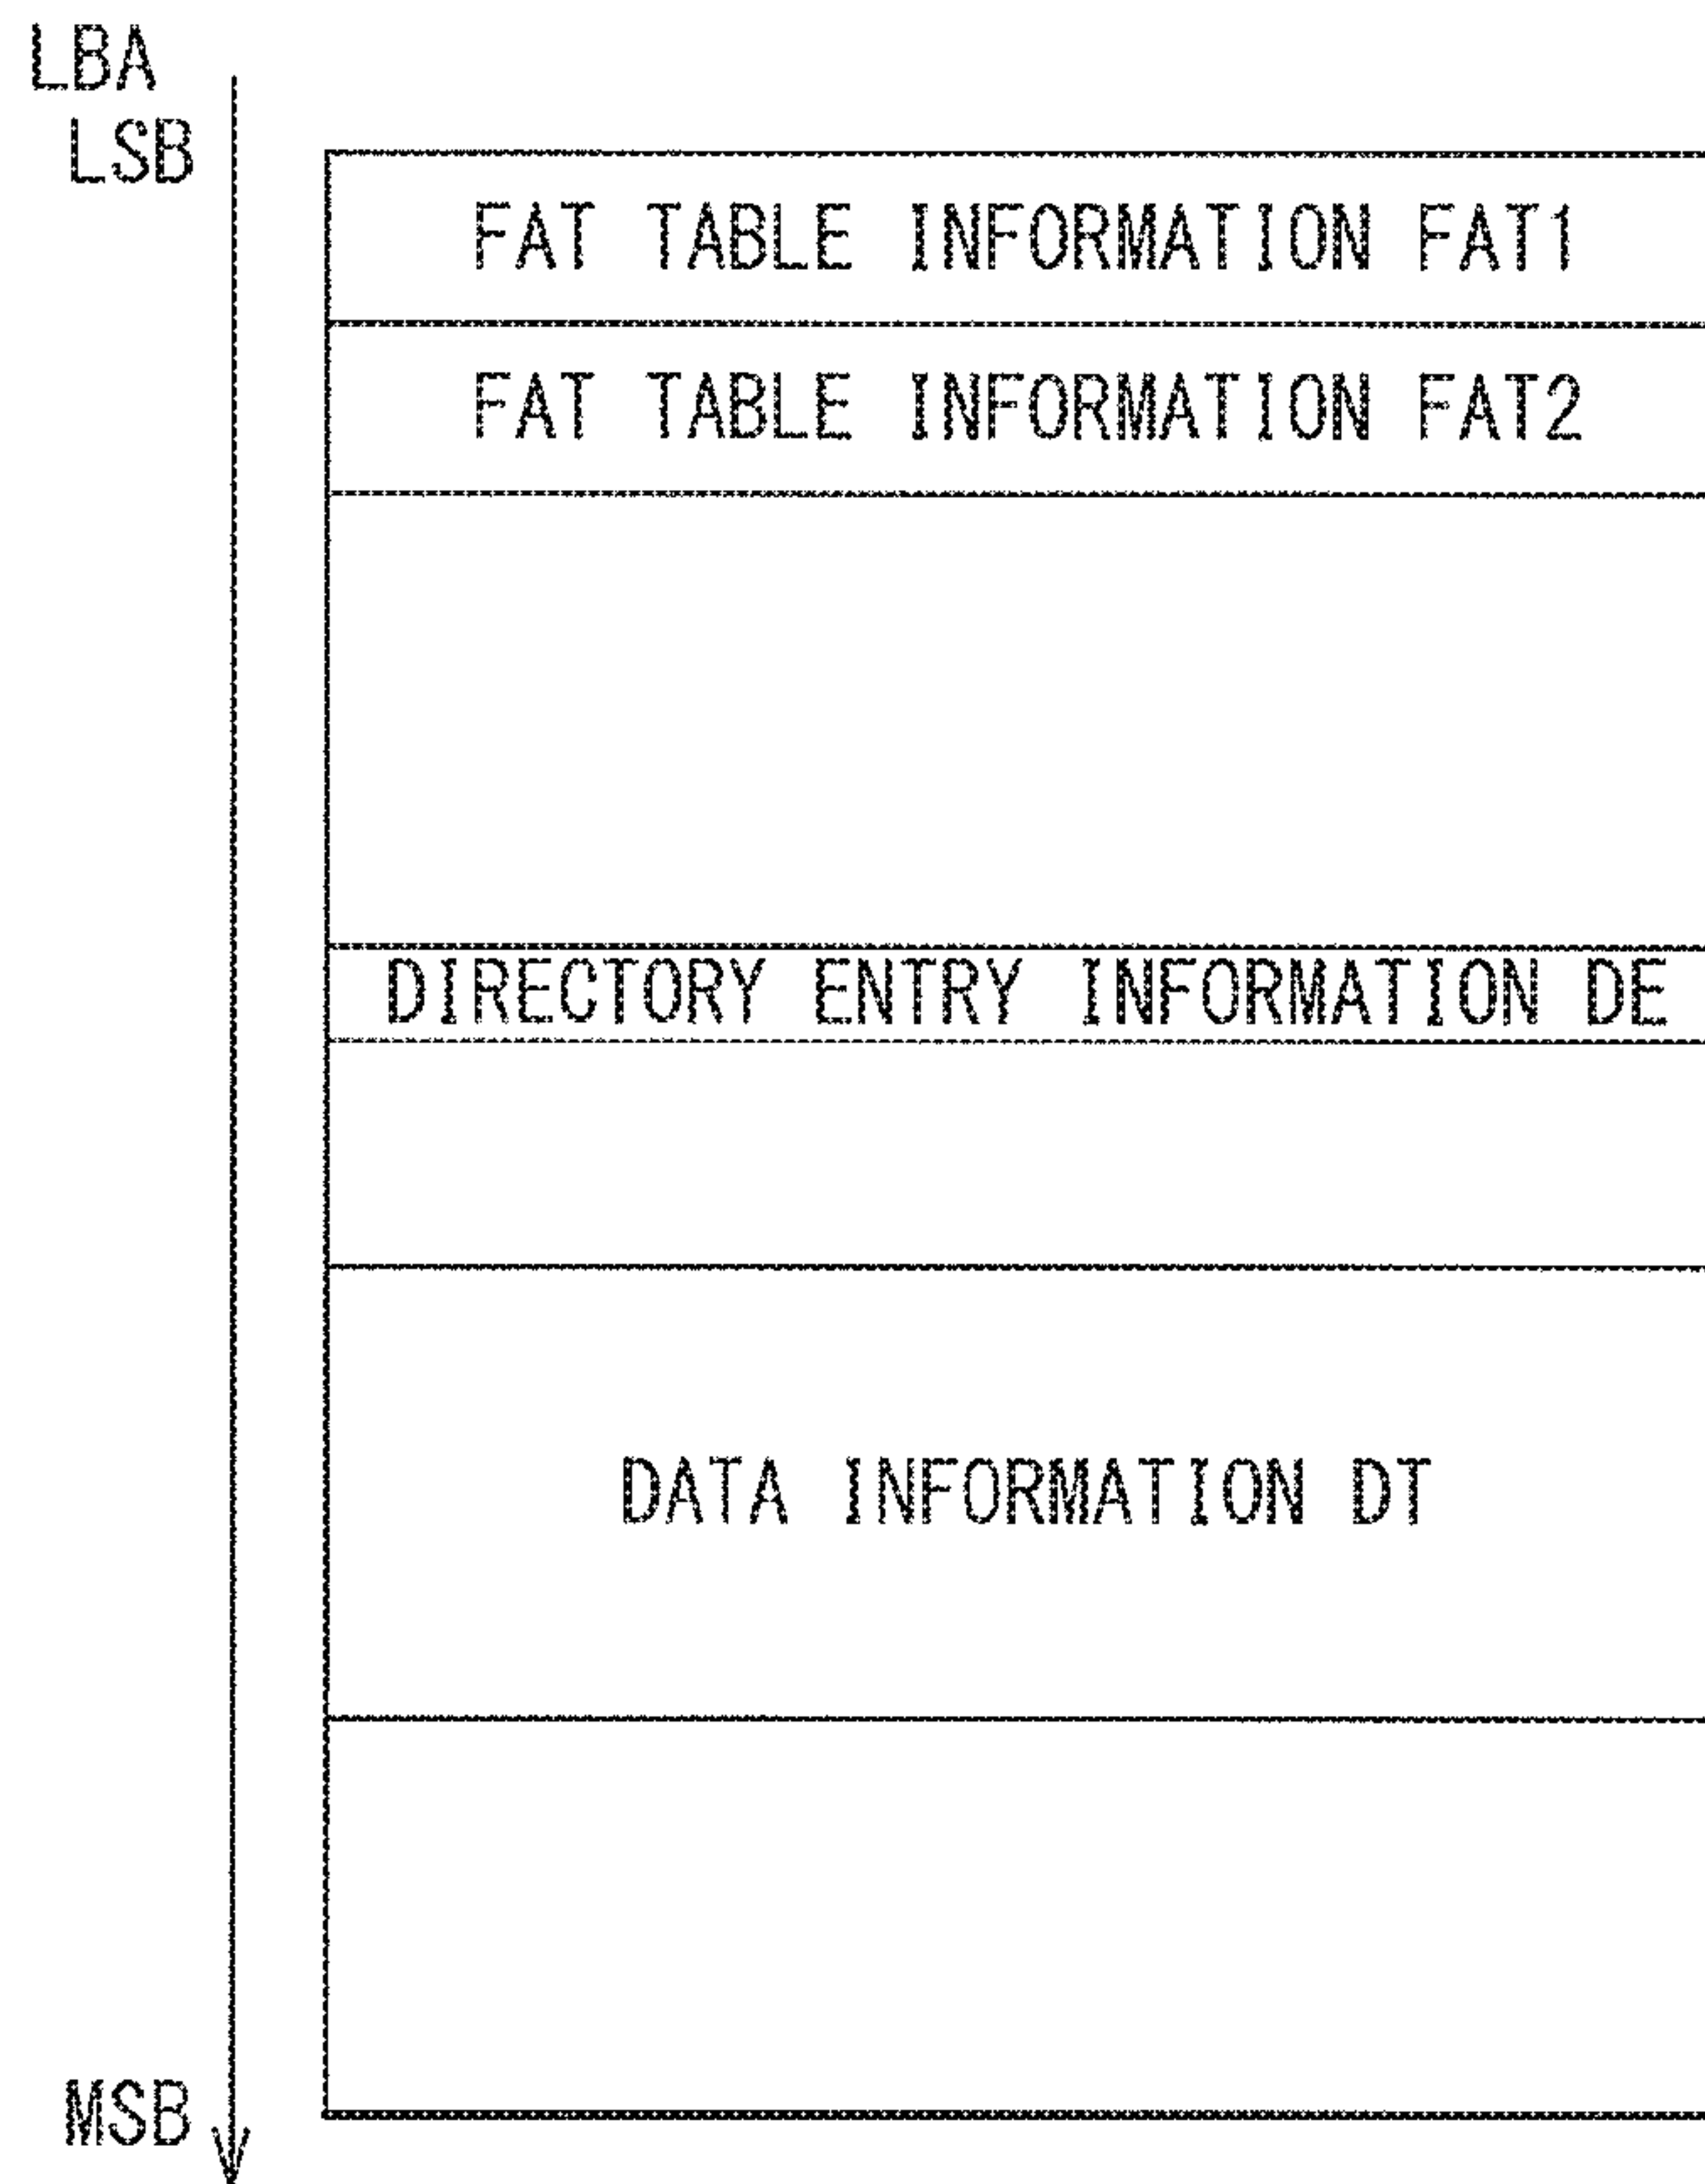 LBA
LSB
FAT TABLE INFORMATION FAT1
FAT TABLE INFORMATION FAT2
DIRECTORY ENTRY INFORMATION DE
DATA INFORMATION DT
MSB